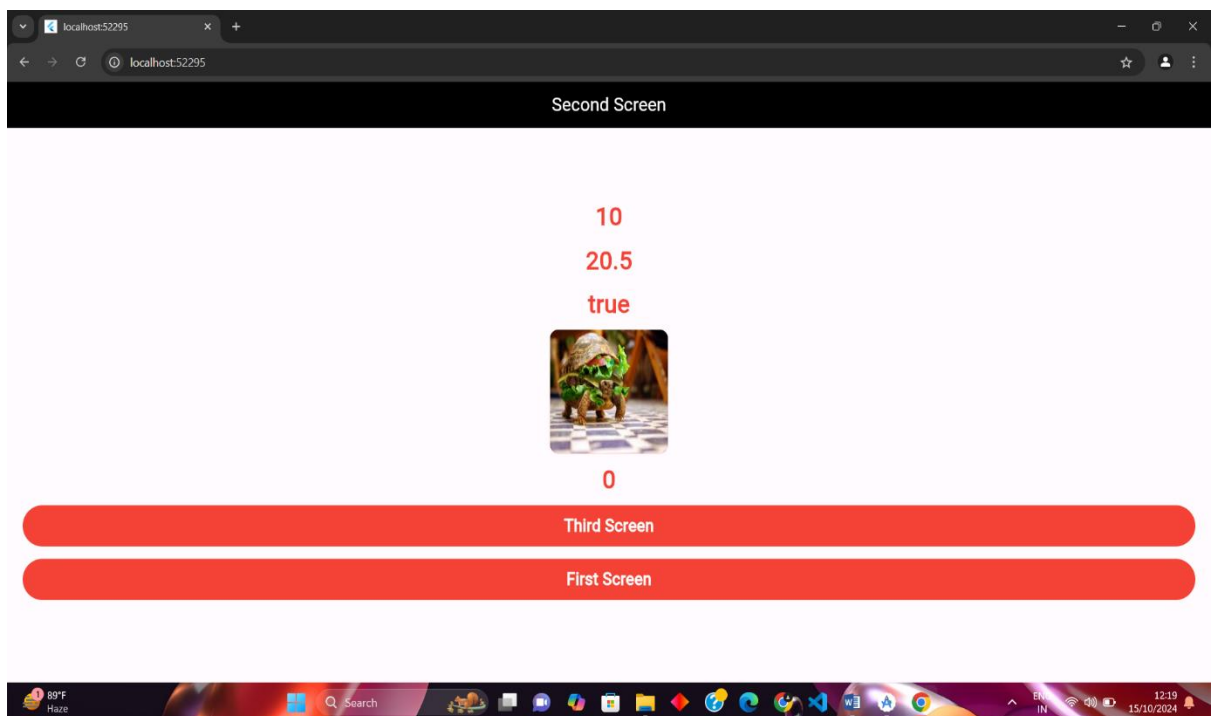 localhost:52295
localhost:52295
Second Screen
10
20.5
true
0
Third Screen
First Screen
1
89°F
Haze
Search
IN
12:19
15/10/2024